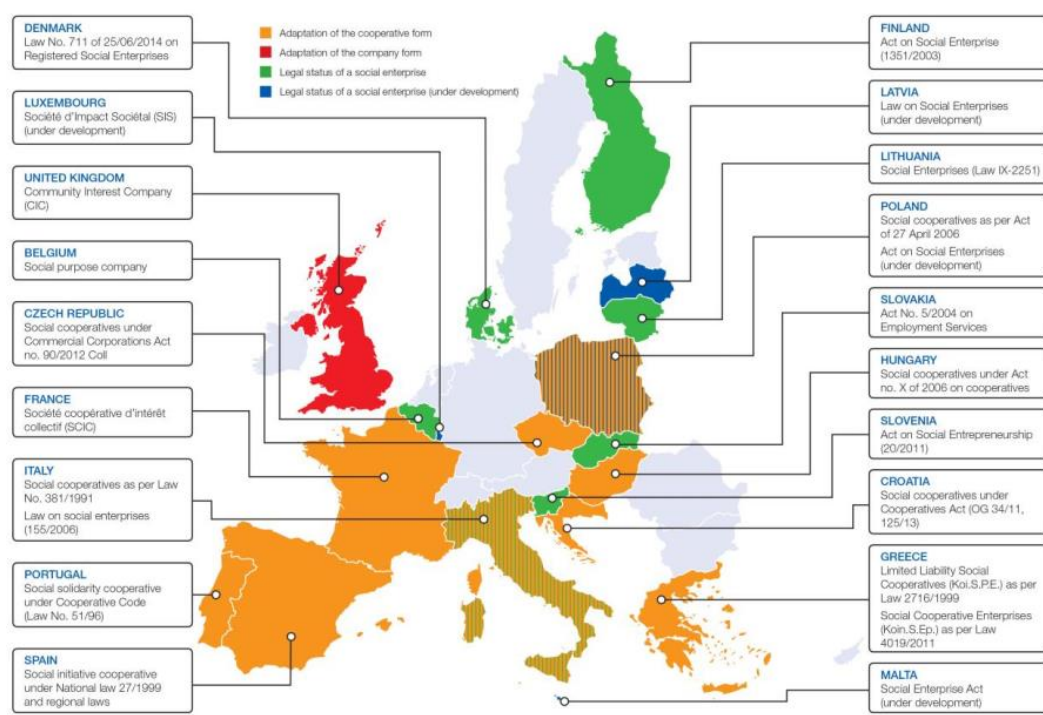 DENMARK
Law No. 711 of 25/06/2014 on
Registered Social Enterprises
LUXEMBOURG
Société d'Impact Sociétal (SIS)
(under development)
UNITED KINGDOM
Community Interest Company
(CIC)
BELGIUM
Social purpose company
CZECH REPUBLIC
Social cooperatives under
Commercial Corporations Act
no. 90/2012 Coll
FRANCE
Société coopérative d'intérêt
collectif (SCIC)
ITALY
Social cooperatives as per Law
No. 381/1991
Law on social enterprises
(155/2006)
PORTUGAL
Social solidarity cooperative
under Cooperative Code
(Law No. 51/96)
SPAIN
Social initiative cooperative
under National law 27/1999
and regional laws
Adaptation of the cooperative form
Adaptation of the company form
Legal status of a social enterprise
Legal status of a social enterprise (under development)
FINLAND
Act on Social Enterprise
(1351/2003)
LATVIA
Law on Social Enterprises
(under development)
LITHUANIA
Social Enterprises (Law IX-2251)
POLAND
Social cooperatives as per Act
of 27 April 2006
Act on Social Enterprises
(under development)
SLOVAKIA
Act No. 5/2004 on
Employment Services
HUNGARY
Social cooperatives under Act
no. X of 2006 on cooperatives
SLOVENIA
Act on Social Entrepreneurship
(20/2011)
CROATIA
Social cooperatives under
Cooperatives Act (OG 34/11,
125/13)
GREECE
Limited Liability Social
Cooperatives (Koi.S.P.E.) as per
Law 2716/1999
Social Cooperative Enterprises
(Koin.S.Ep.) as per Law
4019/2011
MALTA
Social Enterprise Act
(under development)